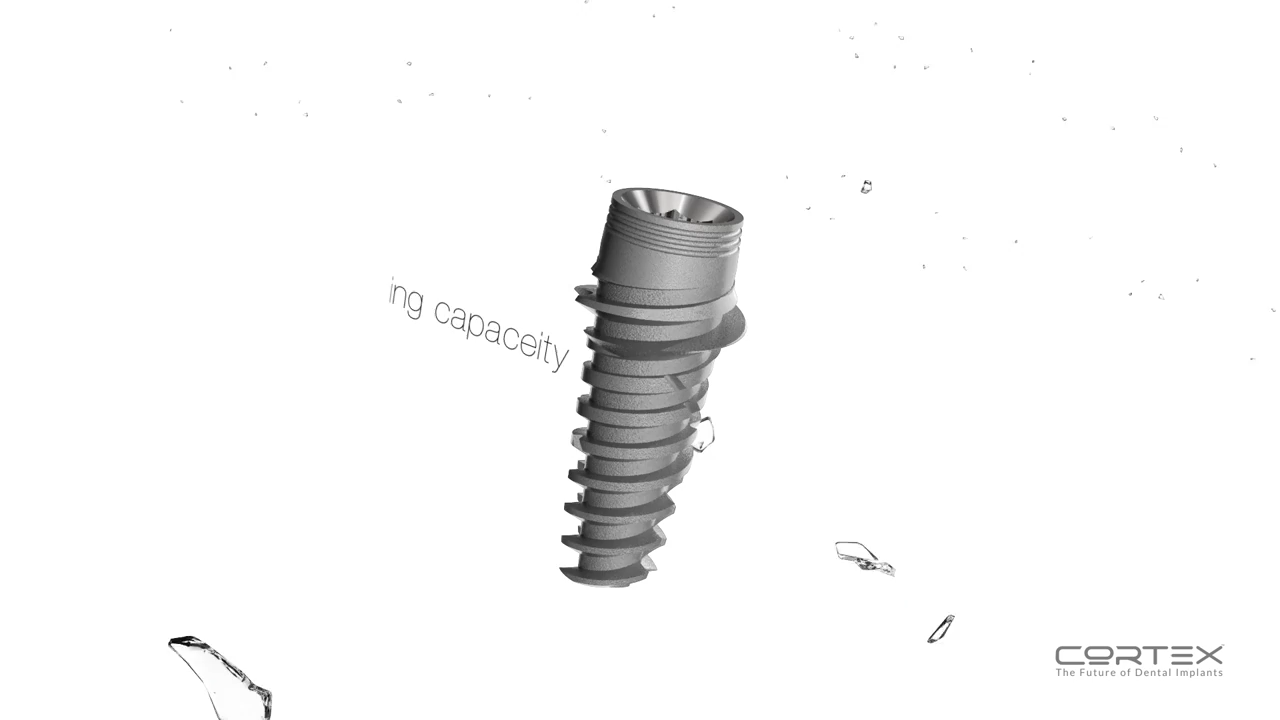 ing capaceity
CORTEX
The Future of Dental Implants